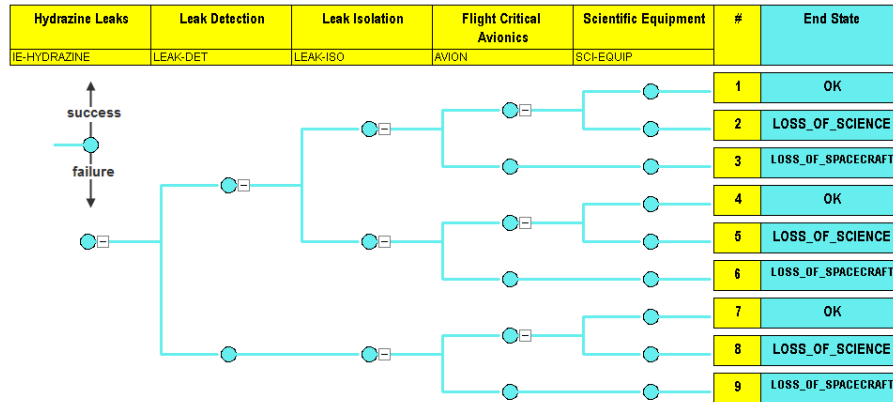 Hydrazine Leaks Leak Detection Leak Isolation Flight Critical Avionics Scientific Equipment # End State
IE-HYDRAZINE LEAK-DET LEAK-ISO AVION SCI-EQUIP
success
failure
1 OK
2 LOSS_OF_SCIENCE
3 LOSS_OF_SPACECRAFT
4 OK
5 LOSS_OF_SCIENCE
6 LOSS_OF_SPACECRAFT
7 OK
8 LOSS_OF_SCIENCE
9 LOSS_OF_SPACECRAFT